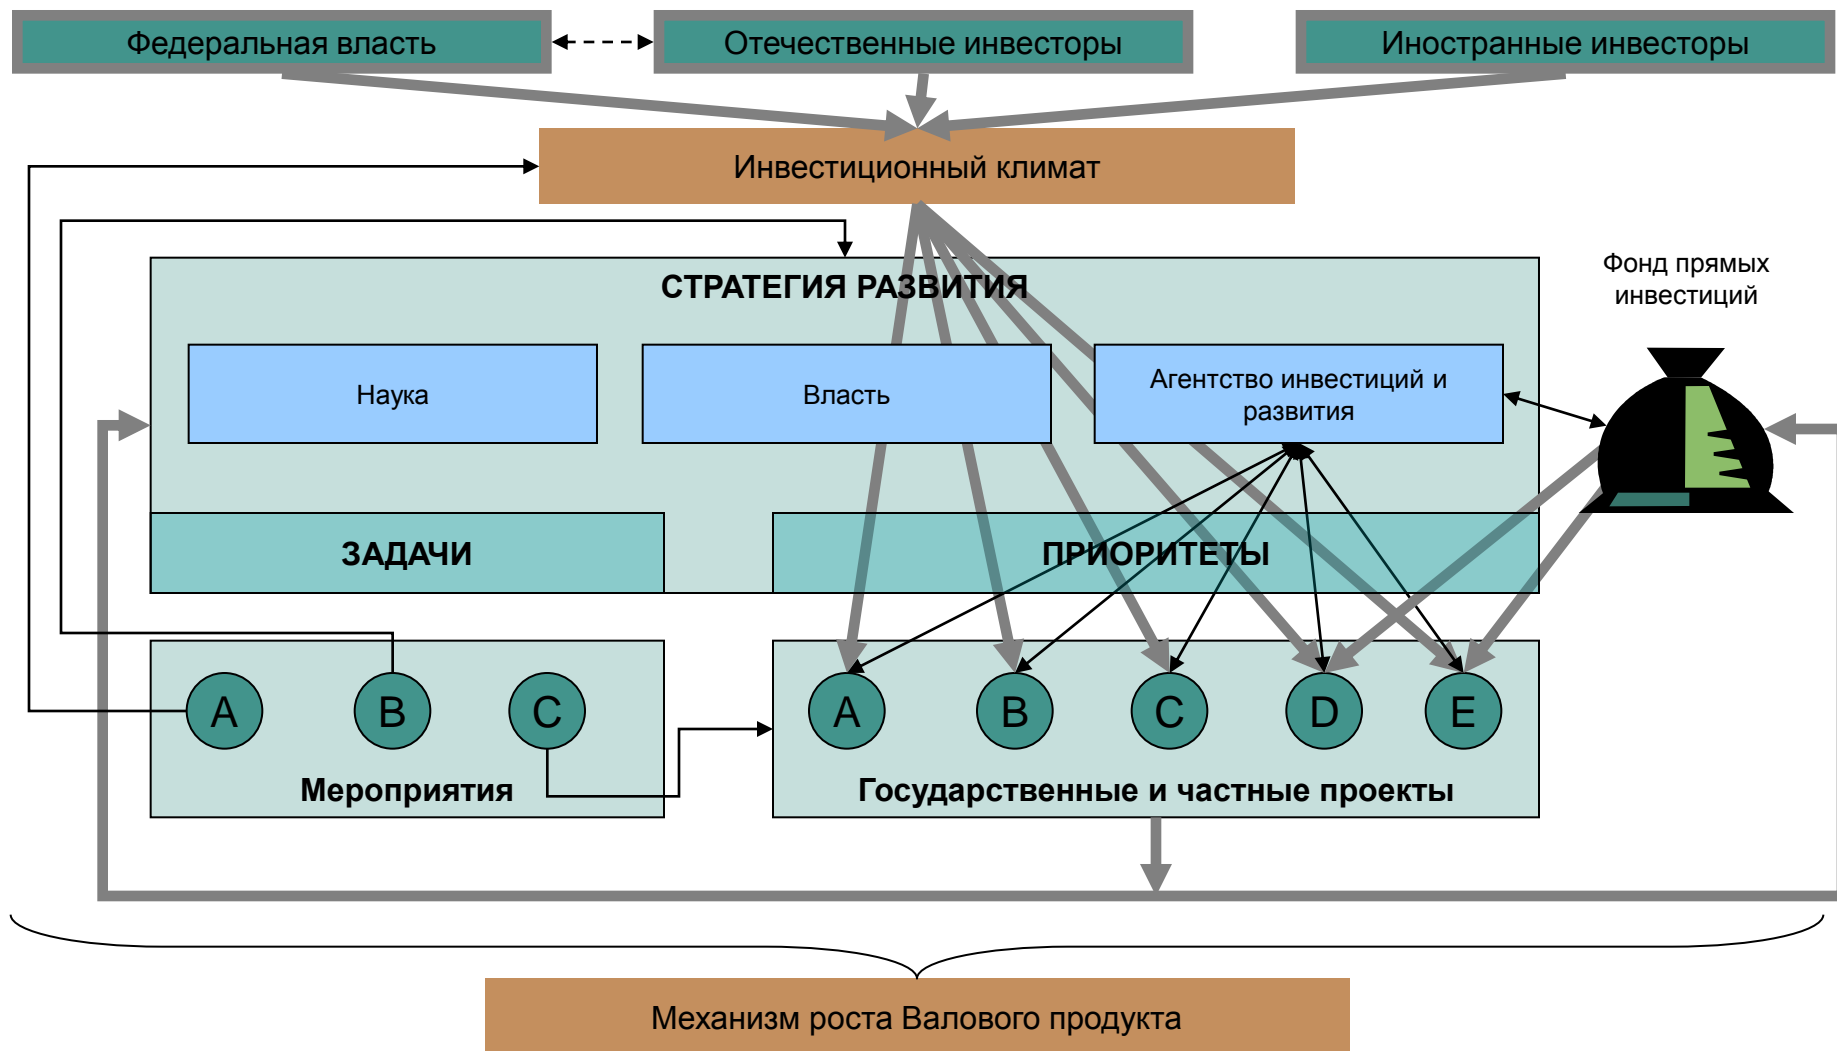 Федеральная власть
Отечественные инвесторы
Иностранные инвесторы
Инвестиционный климат
СТРАТЕГИЯ РАЗВИТИЯ
Фонд прямых
инвестиций
Наука
Власть
Агентство инвестиций и
развития
ЗАДАЧИ
ПРИОРИТЕТЫ
A
B
C
A
B
C
D
E
Мероприятия
Государственные и частные проекты
Механизм роста Валового продукта